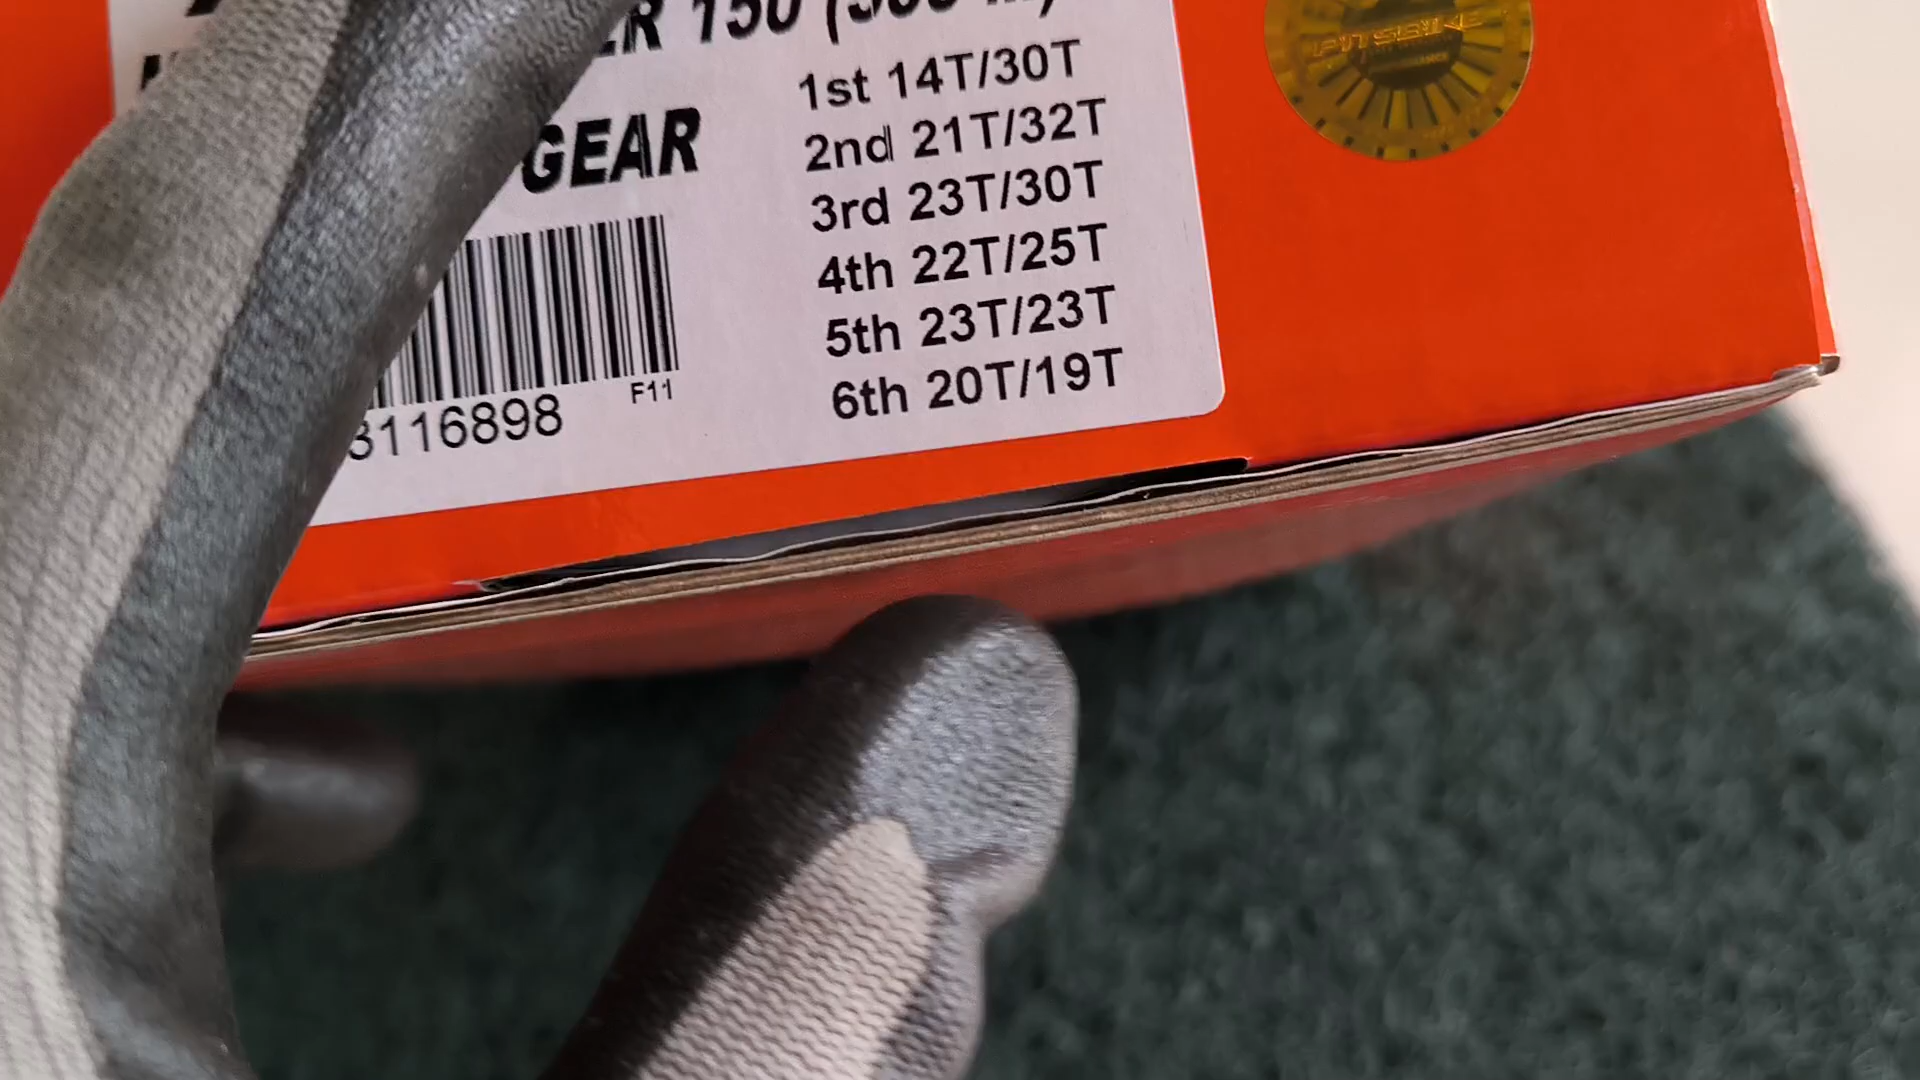 150
1st 14T/30T
2nd 21T/32T
3rd 23T/30T
4th 22T/25T
5th 23T/23T
6th 20T/19T
GEAR
F11
3116898
PITSBIKE